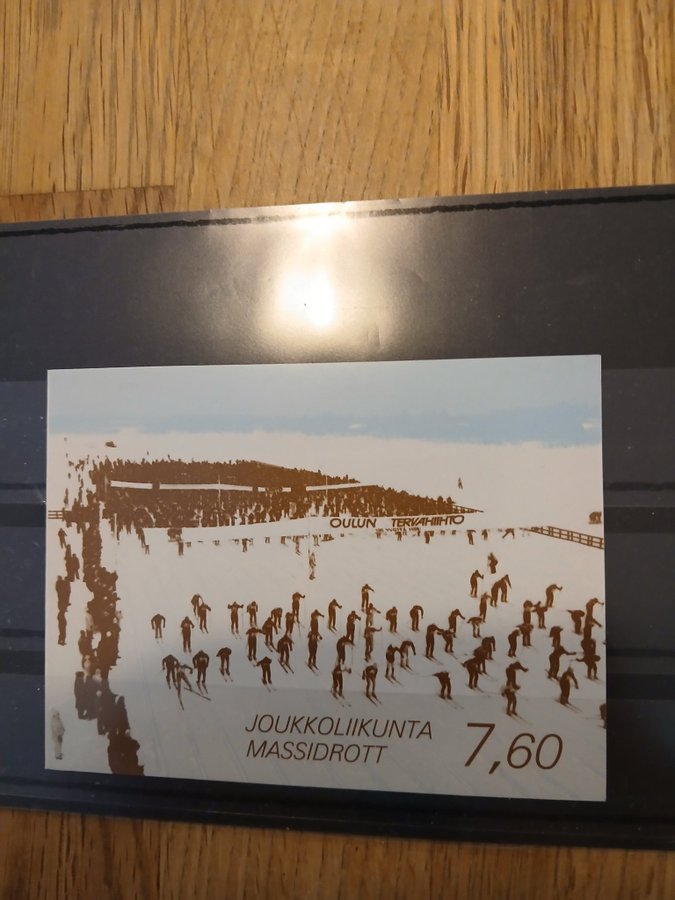 OULUN TERVAHIIHTO
JOUKKOLIIKUNTA
MASSIDROTT
7,60